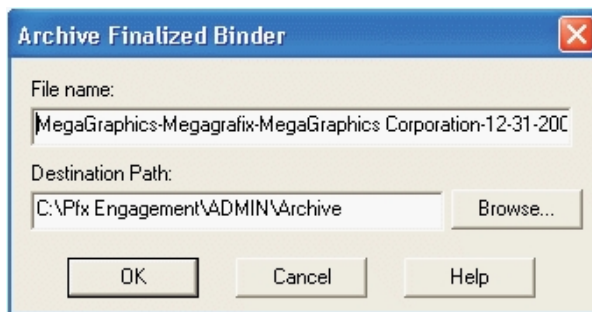 Archive Finalized Binder
File name:
MegaGraphics-Megagrafix-MegaGraphics Corporation-12-31-200
Destination Path:
C:\Pfx Engagement\ADMIN\Archive
Browse...
OK Cancel Help